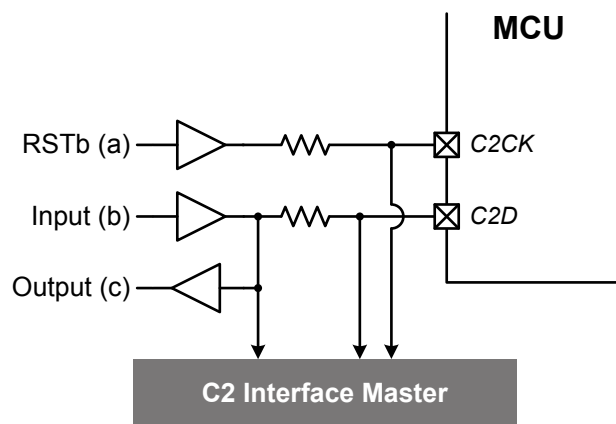 MCU
RSTb (a)
C2CK
Input (b)
C2D
Output (c)
C2 Interface Master